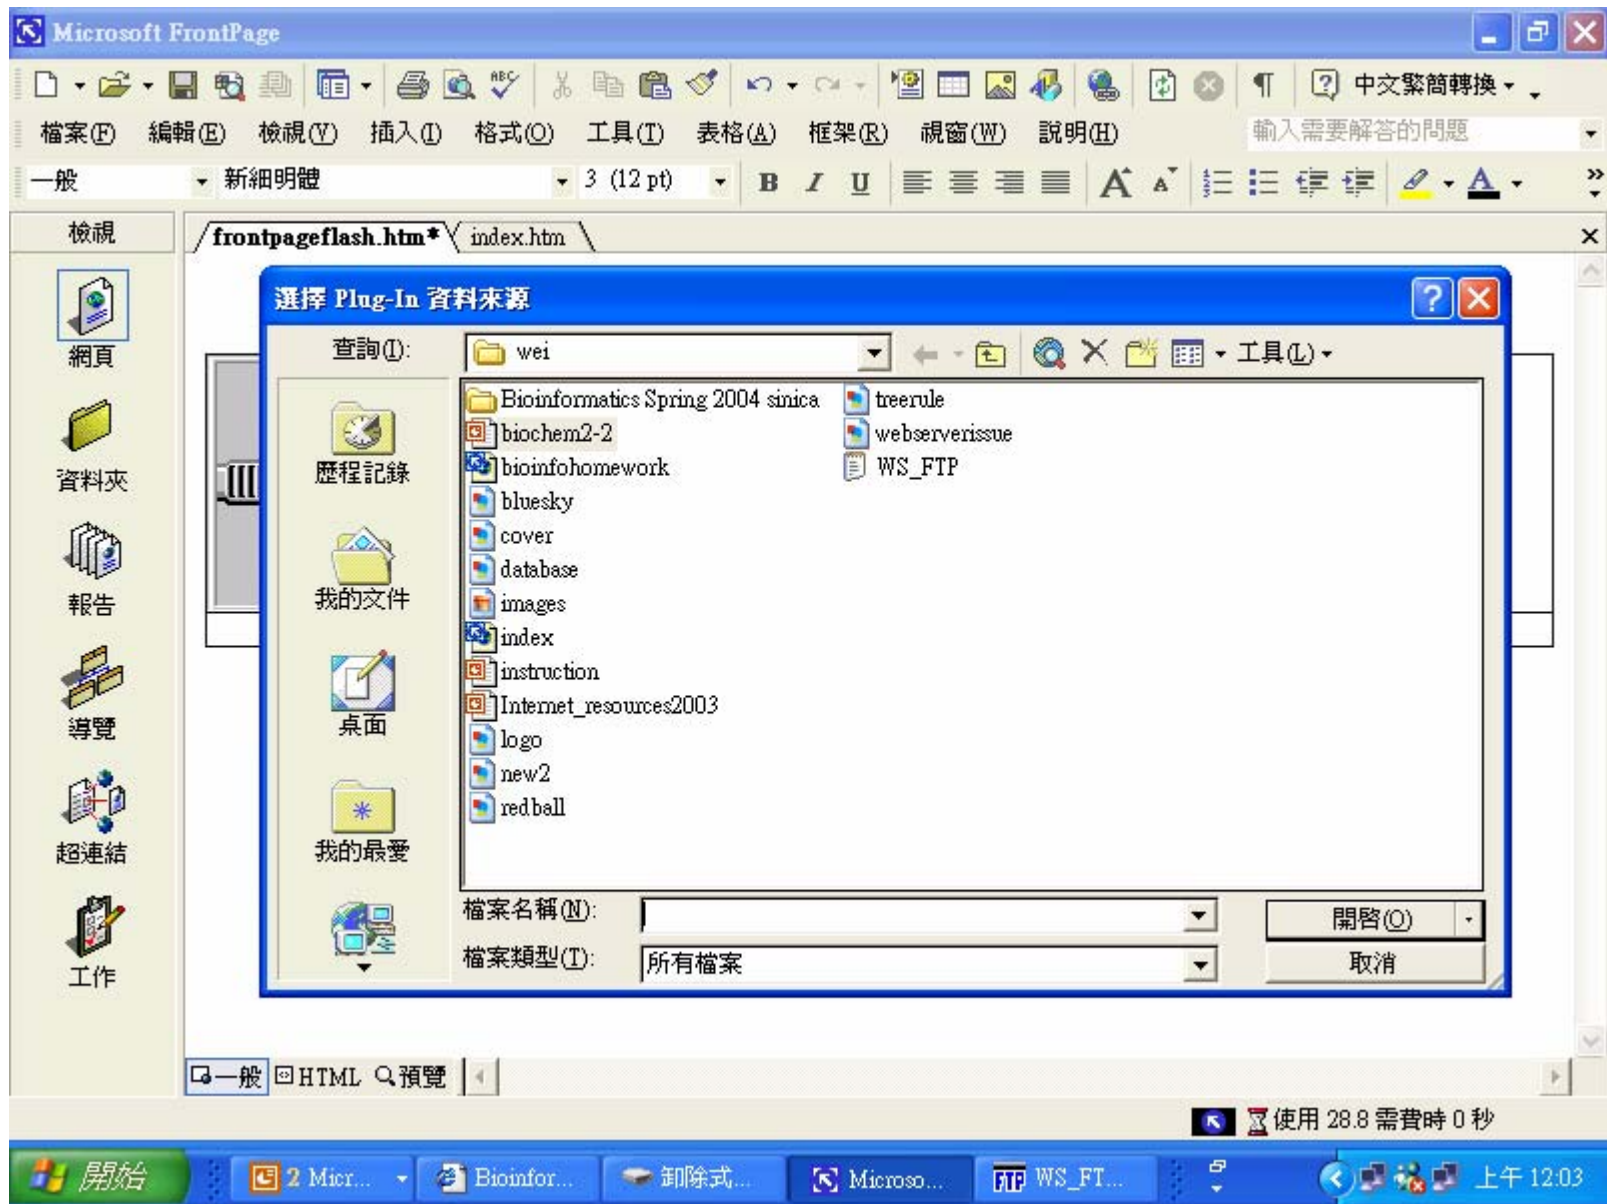 Microsoft FrontPage
ABC
中文繁簡轉換
檔案(F) 編輯(E) 檢視(V) 插入(I) 格式(O) 工具(T) 表格(A) 框架(R) 視窗(W) 說明(H) 輸入需要解答的問題
一般 新細明體 3 (12 pt) B I U A A A
檢視 frontpageflash.htm* index.htm
網頁
資料夾
報告
導覽
超連結
工作
選擇 Plug-In 資料來源
查詢(I): wei 工具(L)
歷程記錄
我的文件
桌面
我的最愛
Bioinformatics Spring 2004 sinica
biochem2-2
bioinfohomework
bluesky
cover
database
images
index
instruction
Internet_resources2003
logo
new2
redball
treerule
webserverissue
WS_FTP
檔案名稱(N): 開啓(O)
檔案類型(T): 所有檔案 取消
一般 HTML 預覽
使用 28.8 需費時 0 秒
開始 2 Micr... Bioinfor... 卸除式... Microso... FTP WS_FT... 上午 12:03